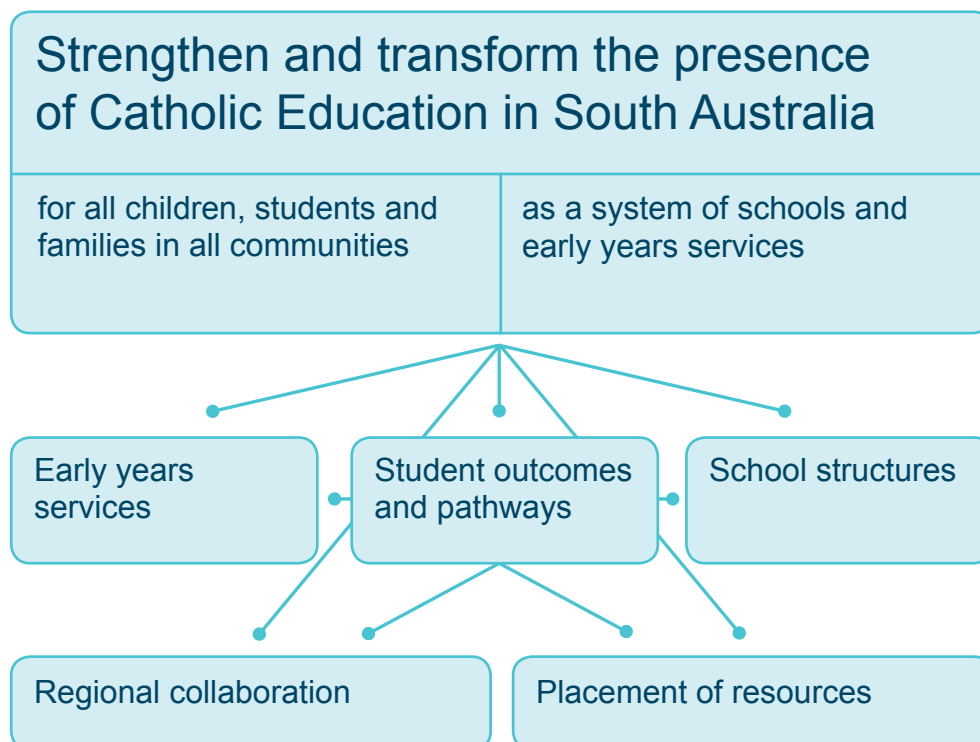 Strengthen and transform the presence
of Catholic Education in South Australia
for all children, students and
families in all communities
as a system of schools and
early years services
Early years
services
Student outcomes
and pathways
School structures
Regional collaboration
Placement of resources